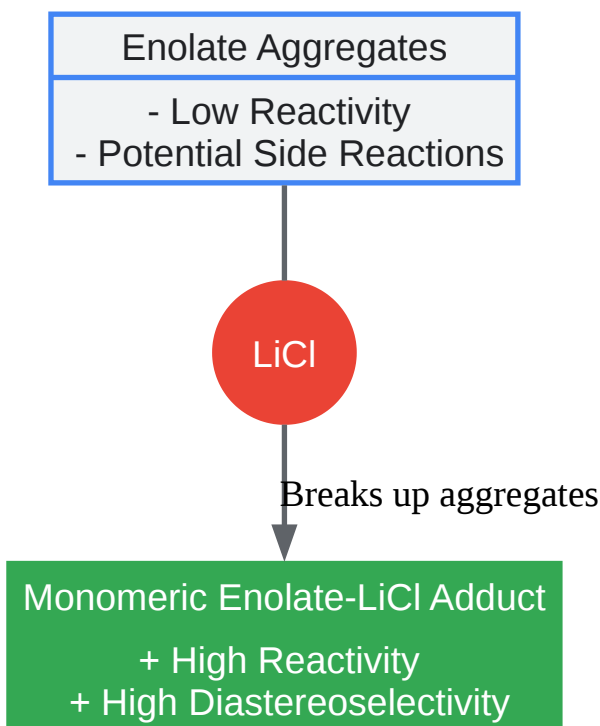 Enolate Aggregates
- Low Reactivity
- Potential Side Reactions
LiCl
Breaks up aggregates
Monomeric Enolate-LiCl Adduct
+ High Reactivity
+ High Diastereoselectivity